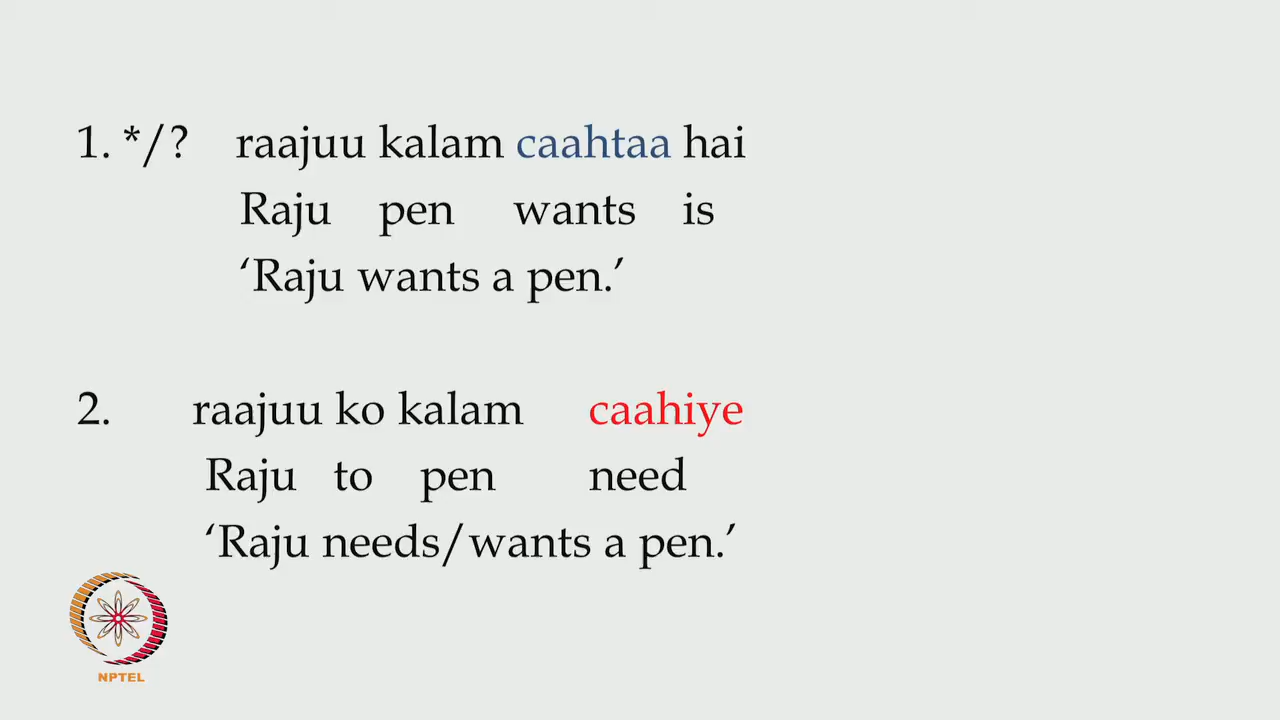 1. */? raajuu kalam caahtaa hai
Raju pen wants is
‘Raju wants a pen.’
2. raajuu ko kalam caahiye
Raju to pen need
‘Raju needs/wants a pen.’
NPTEL